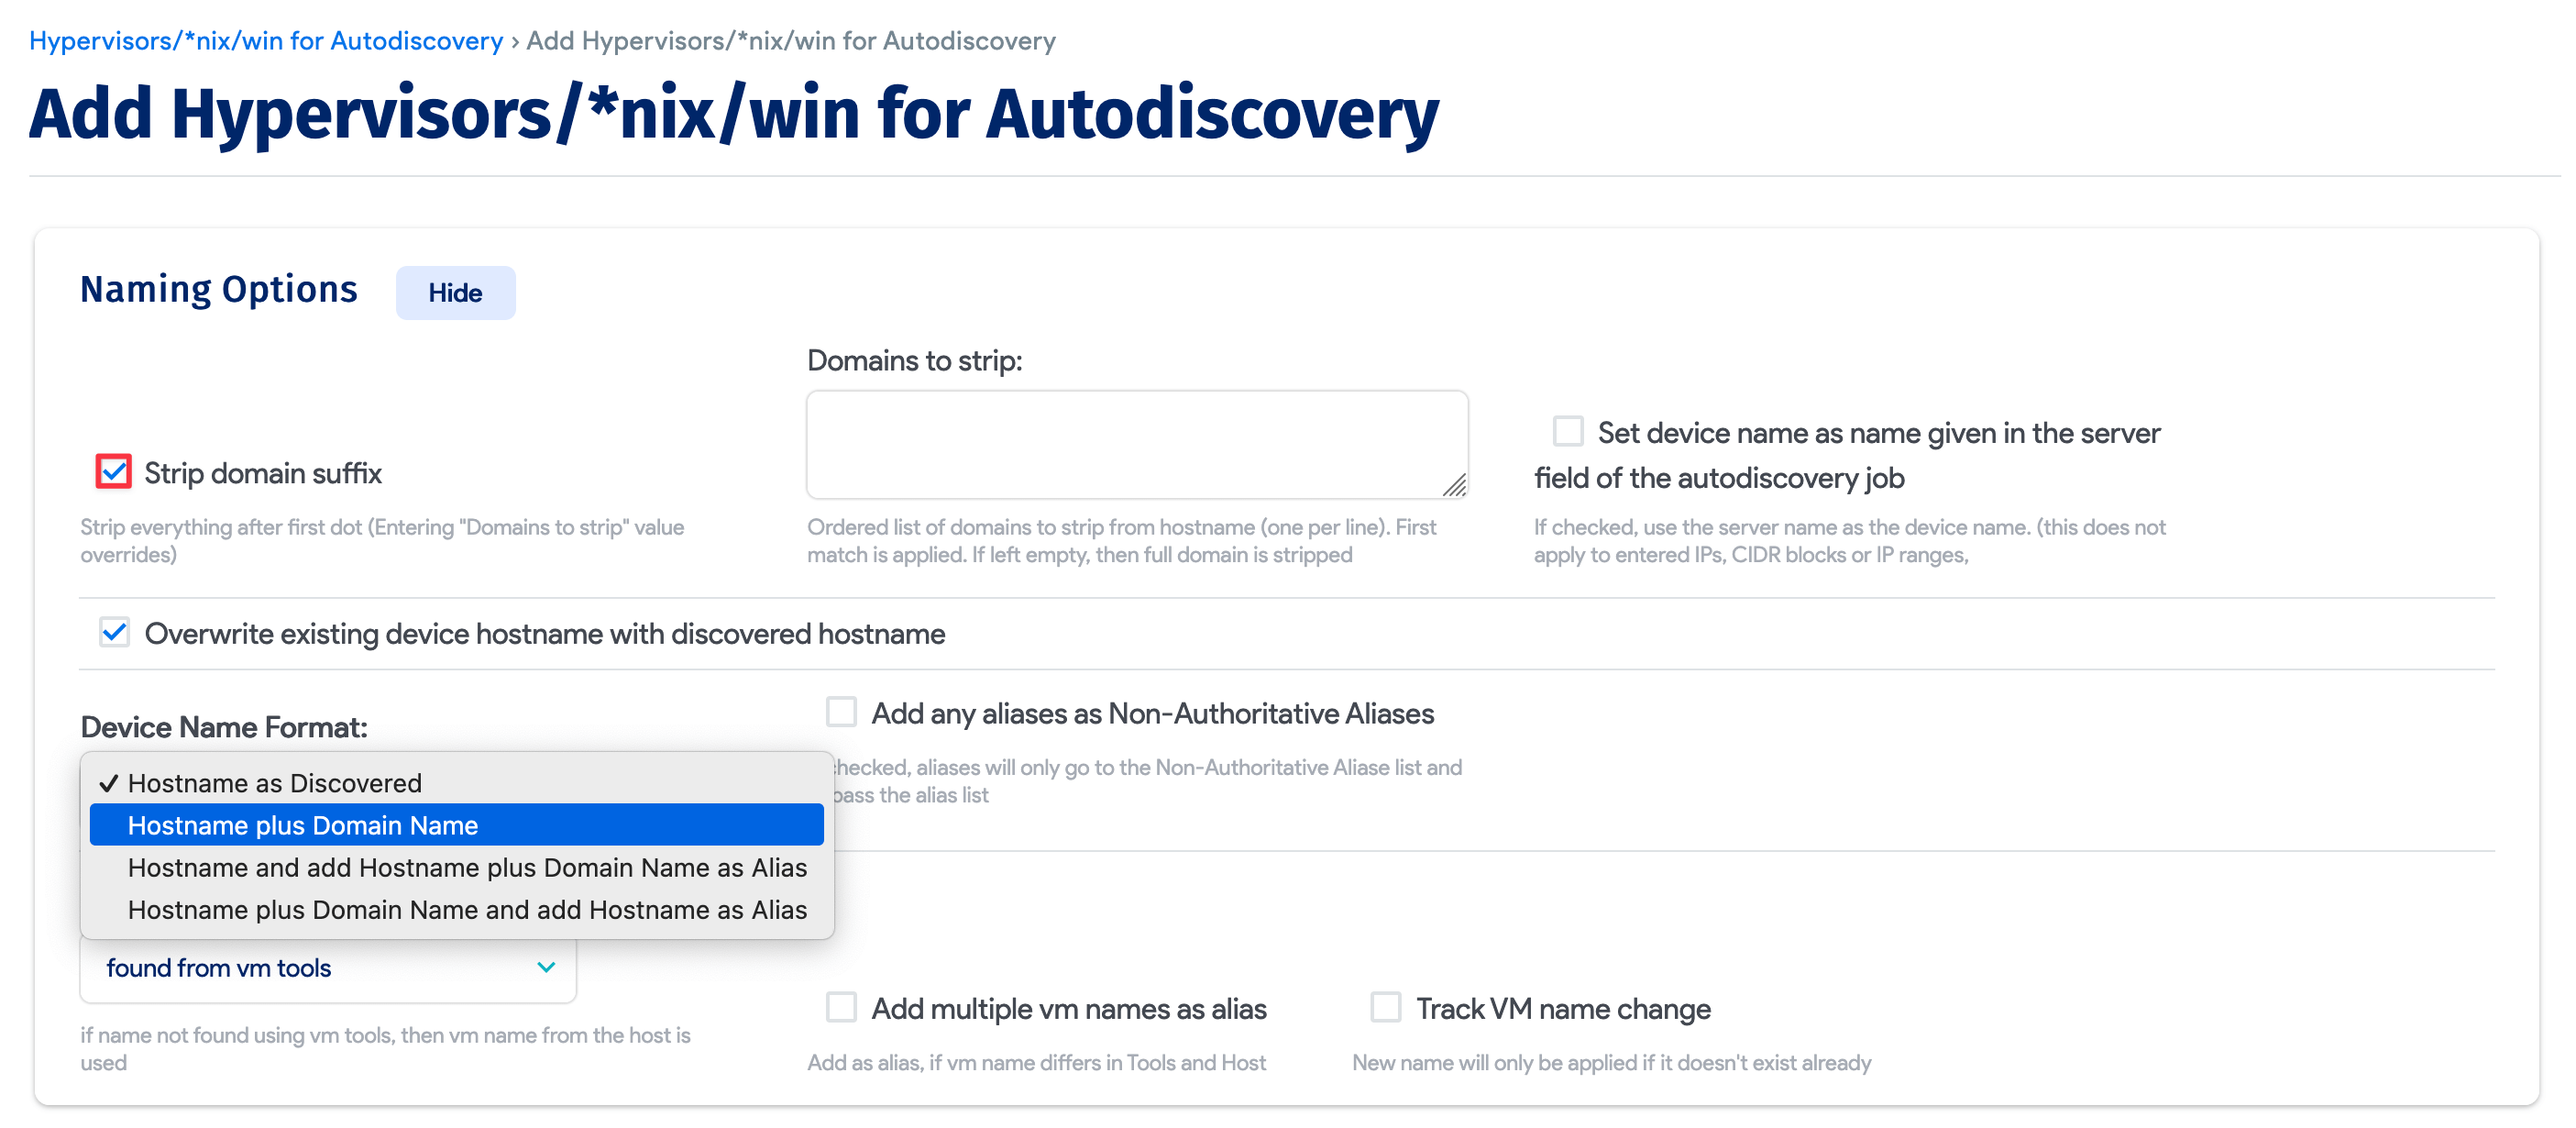 Hypervisors/*nix/win for Autodiscovery › Add Hypervisors/*nix/win for Autodiscovery
Add Hypervisors/*nix/win for Autodiscovery
Naming Options
Hide
Strip domain suffix
Strip everything after first dot (Entering "Domains to strip" value
overrides)
Domains to strip:
Ordered list of domains to strip from hostname (one per line). First
match is applied. If left empty, then full domain is stripped
Set device name as name given in the server
field of the autodiscovery job
If checked, use the server name as the device name. (this does not
apply to entered IPs, CIDR blocks or IP ranges,
Overwrite existing device hostname with discovered hostname
Device Name Format:
✓ Hostname as Discovered
Hostname plus Domain Name
Hostname and add Hostname plus Domain Name as Alias
Hostname plus Domain Name and add Hostname as Alias
Add any aliases as Non-Authoritative Aliases
checked, aliases will only go to the Non-Authoritative Aliase list and
pass the alias list
found from vm tools
if name not found using vm tools, then vm name from the host is
used
Add multiple vm names as alias
Add as alias, if vm name differs in Tools and Host
Track VM name change
New name will only be applied if it doesn't exist already